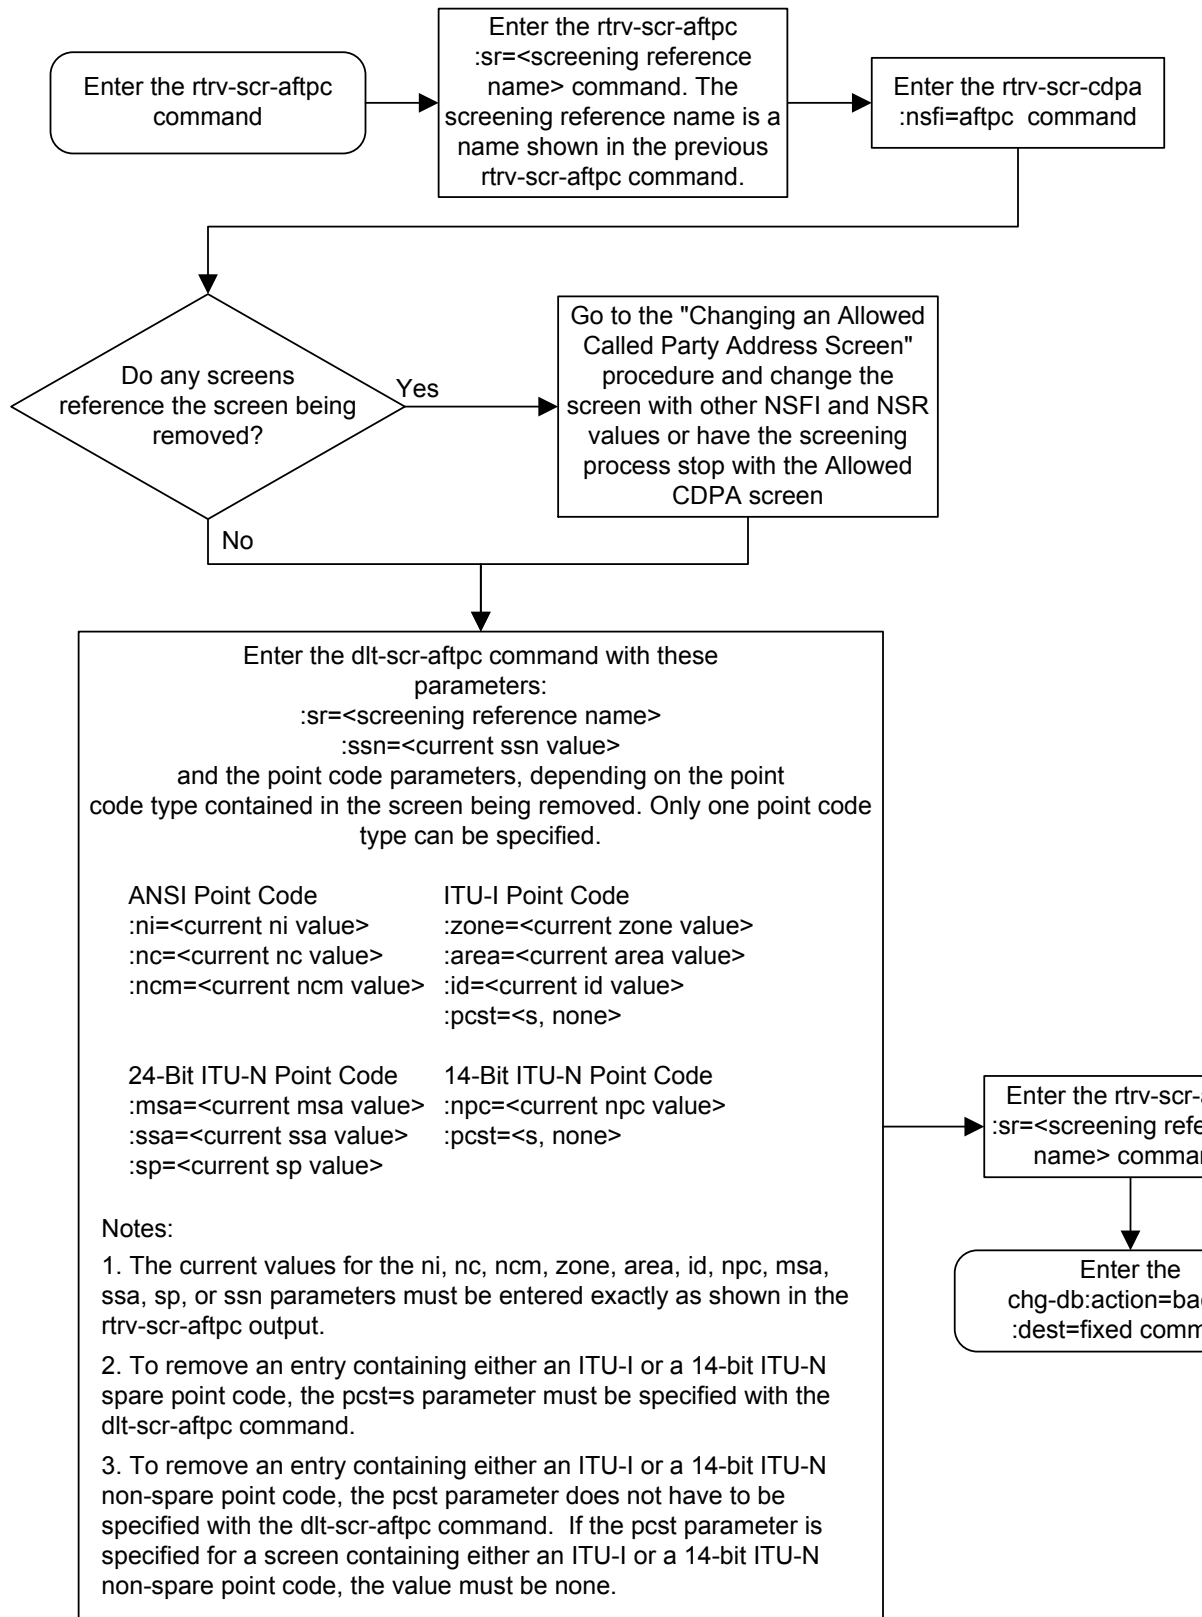 Enter the rtrv-scr-aftpc
command
Enter the rtrv-scr-aftpc
:sr=<screening reference
name> command. The
screening reference name is a
name shown in the previous
rtrv-scr-aftpc command.
Enter the rtrv-scr-cdpa
:nsfi=aftpc command
Do any screens
reference the screen being
removed?
Yes
No
Go to the "Changing an Allowed
Called Party Address Screen"
procedure and change the
screen with other NSFI and NSR
values or have the screening
process stop with the Allowed
CDPA screen
Enter the dlt-scr-aftpc command with these
parameters:
:sr=<screening reference name>
:ssn=<current ssn value>
and the point code parameters, depending on the point
code type contained in the screen being removed. Only one point code
type can be specified.
ANSI Point Code
:ni=<current ni value>
:nc=<current nc value>
:ncm=<current ncm value>
ITU-I Point Code
:zone=<current zone value>
:area=<current area value>
:id=<current id value>
:pcst=<s, none>
24-Bit ITU-N Point Code
:msa=<current msa value>
:ssa=<current ssa value>
:sp=<current sp value>
14-Bit ITU-N Point Code
:npc=<current npc value>
:pcst=<s, none>
Notes:
1. The current values for the ni, nc, ncm, zone, area, id, npc, msa,
ssa, sp, or ssn parameters must be entered exactly as shown in the
rtrv-scr-aftpc output.
2. To remove an entry containing either an ITU-I or a 14-bit ITU-N
spare point code, the pcst=s parameter must be specified with the
dlt-scr-aftpc command.
3. To remove an entry containing either an ITU-I or a 14-bit ITU-N
non-spare point code, the pcst parameter does not have to be
specified with the dlt-scr-aftpc command. If the pcst parameter is
specified for a screen containing either an ITU-I or a 14-bit ITU-N
non-spare point code, the value must be none.
Enter the rtrv-scr-
:sr=<screening
name>
Enter the
chg-db:action=
:dest=fixed